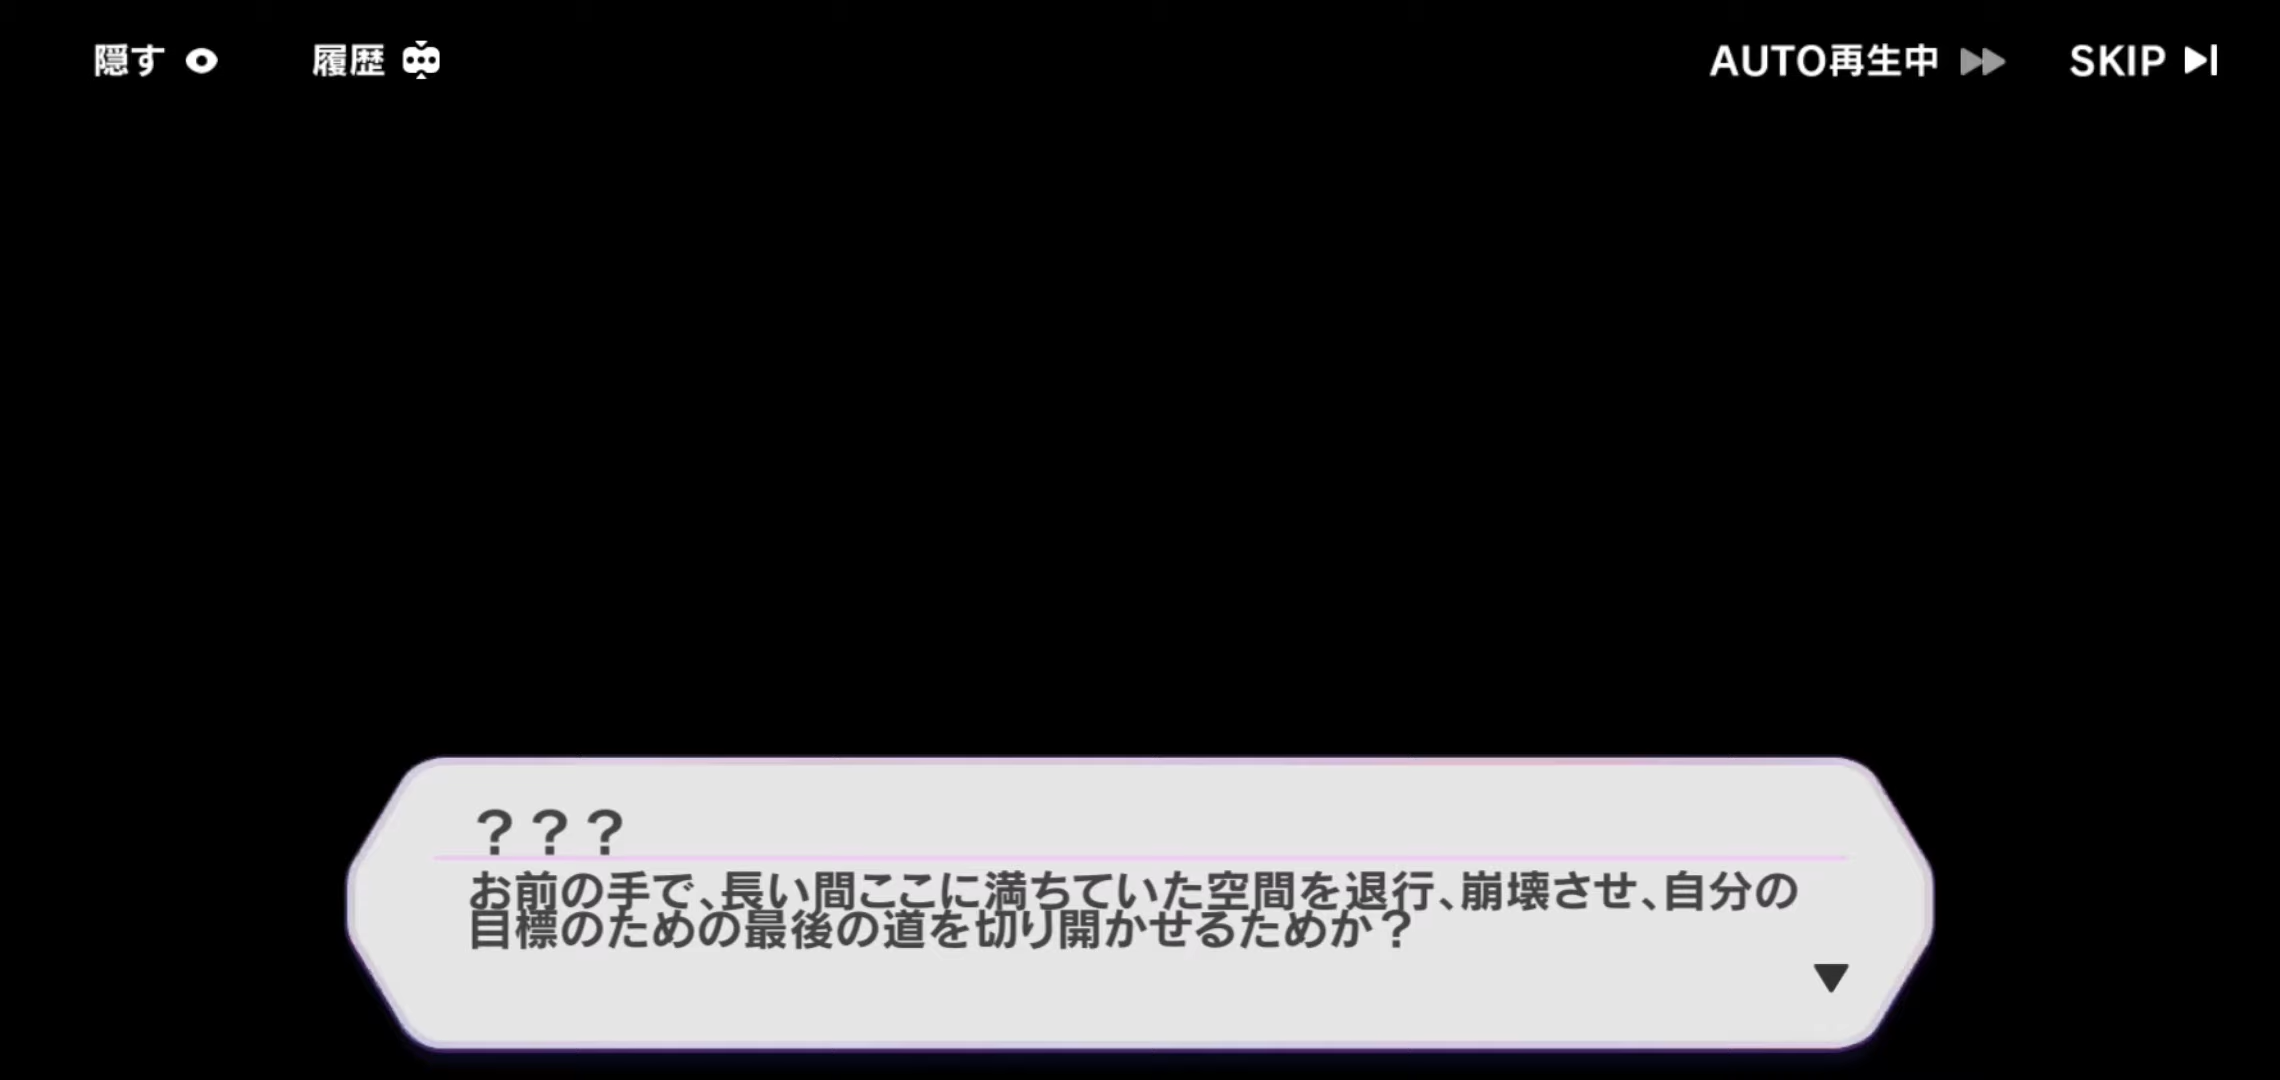 隠す
履歴
AUTO再生中
SKIP
？？？
お前の手で、長い間ここに満ちていた空間を退行、崩壊させ、自分の
目標のための最後の道を切り開かせるためか？